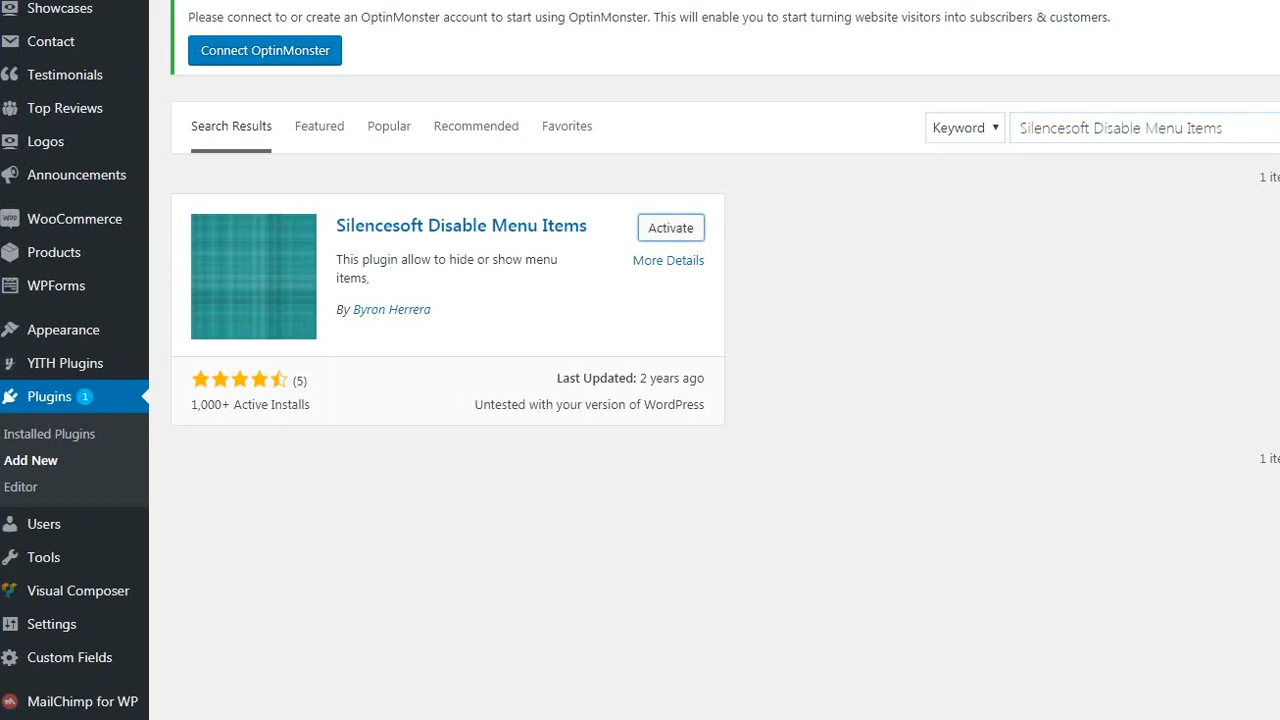 Showcases
Contact
Testimonials
Top Reviews
Logos
Announcements
WooCommerce
Products
WPForms
Appearance
YITH Plugins
Plugins 1
Installed Plugins
Add New
Editor
Users
Tools
Visual Composer
Settings
Custom Fields
MailChimp for WP
Please connect to or create an OptinMonster account to start using OptinMonster. This will enable you to start turning website visitors into subscribers & customers.
Connect OptinMonster
Search Results Featured Popular Recommended Favorites Keyword Silencesoft Disable Menu Items
1 ite
Silencesoft Disable Menu Items Activate
This plugin allow to hide or show menu More Details
items,
By Byron Herrera
(5) Last Updated: 2 years ago
1,000+ Active Installs Untested with your version of WordPress
1 ite